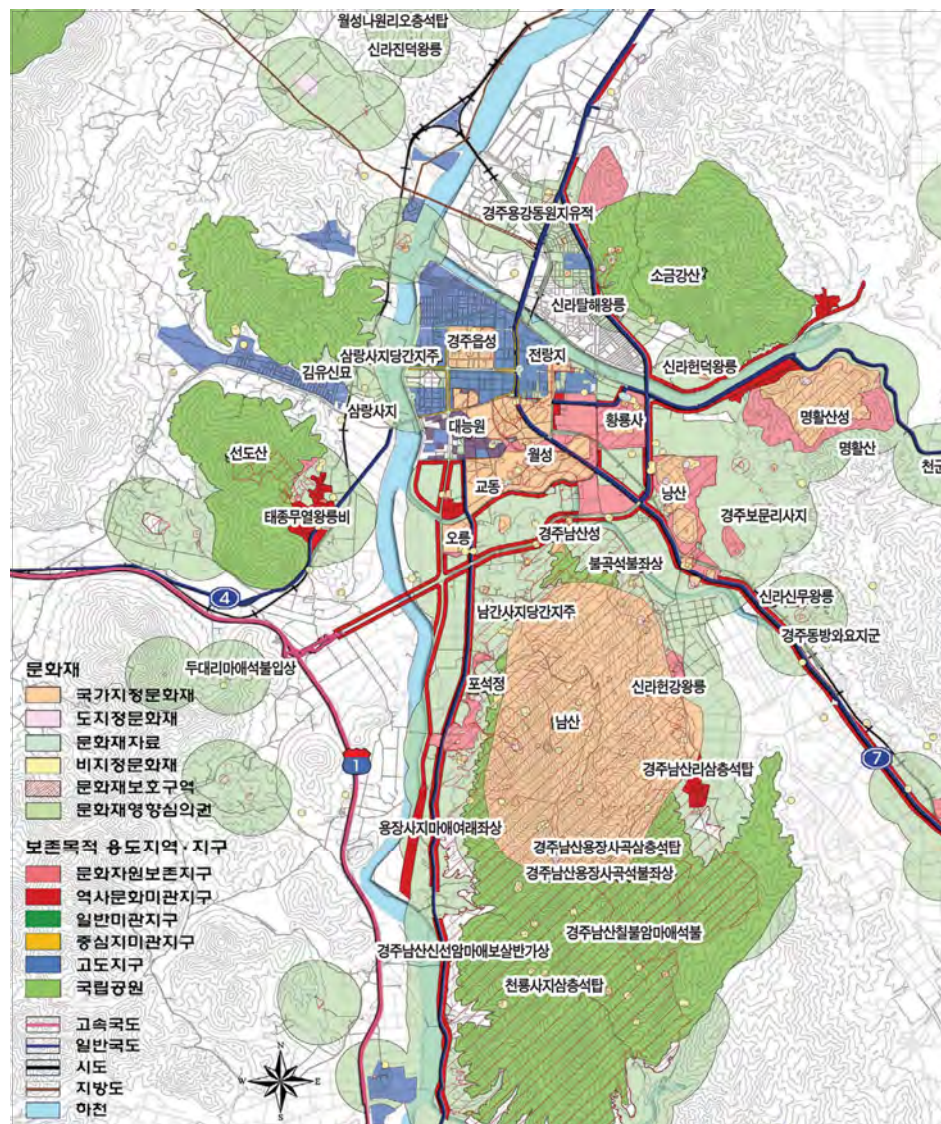 월성나원리오층석탑
신라진덕왕릉
경주용강동원지유적
소금강산
신라탈해왕릉
경주읍성
전랑지
삼랑사지당간지주
김유신묘
신라헌덕왕릉
삼랑사지
대능원
황룡사
명활산성
명활산
월성
선도산
천군
교동
낭산
태종무열왕릉비
경주보문리사지
오릉
경주남산성
불곡석불좌상
신라신무왕릉
4
남간사지당간지주
경주동방와요지군
두대리마애석불입상
포석정
신라헌강왕릉
남산
1
7
경주남산리삼층석탑
용장사지마애여래좌상
경주남산용장사곡삼층석탑
경주남산용장사곡석불좌상
경주남산칠불암마애석불
경주남산신선암마애보살반가상
천룡사지삼층석탑
문화재
국가지정문화재
도지정문화재
문화재자료
비지정문화재
문화재보호구역
문화재영향심의권
보존목적 용도지역·지구
문화자원보존지구
역사문화미관지구
일반미관지구
중심지미관지구
고도지구
국립공원
고속국도
일반국도
시도
지방도
하천
N
W
E
S